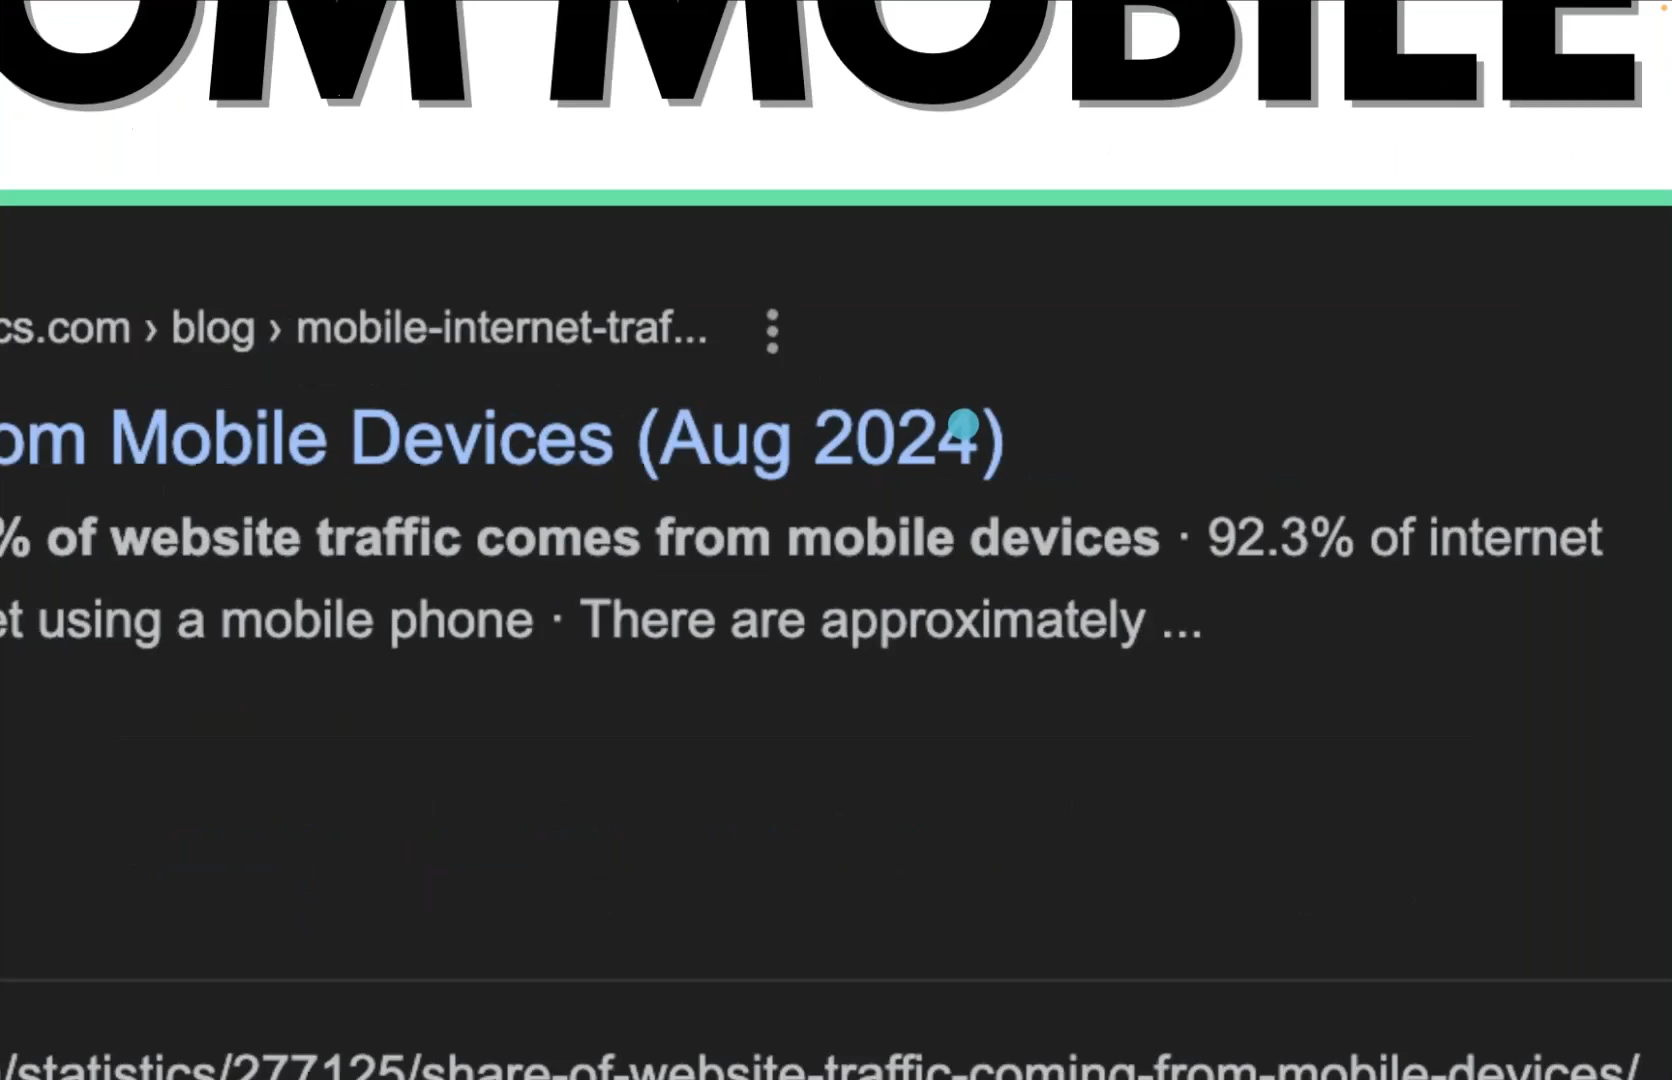 OM MOBILE
cs.com › blog › mobile-internet-traf...
om Mobile Devices (Aug 2024)
% of website traffic comes from mobile devices · 92.3% of internet
et using a mobile phone · There are approximately ...
/statistics/277125/share-of-website-traffic-coming-from-mobile-devices/